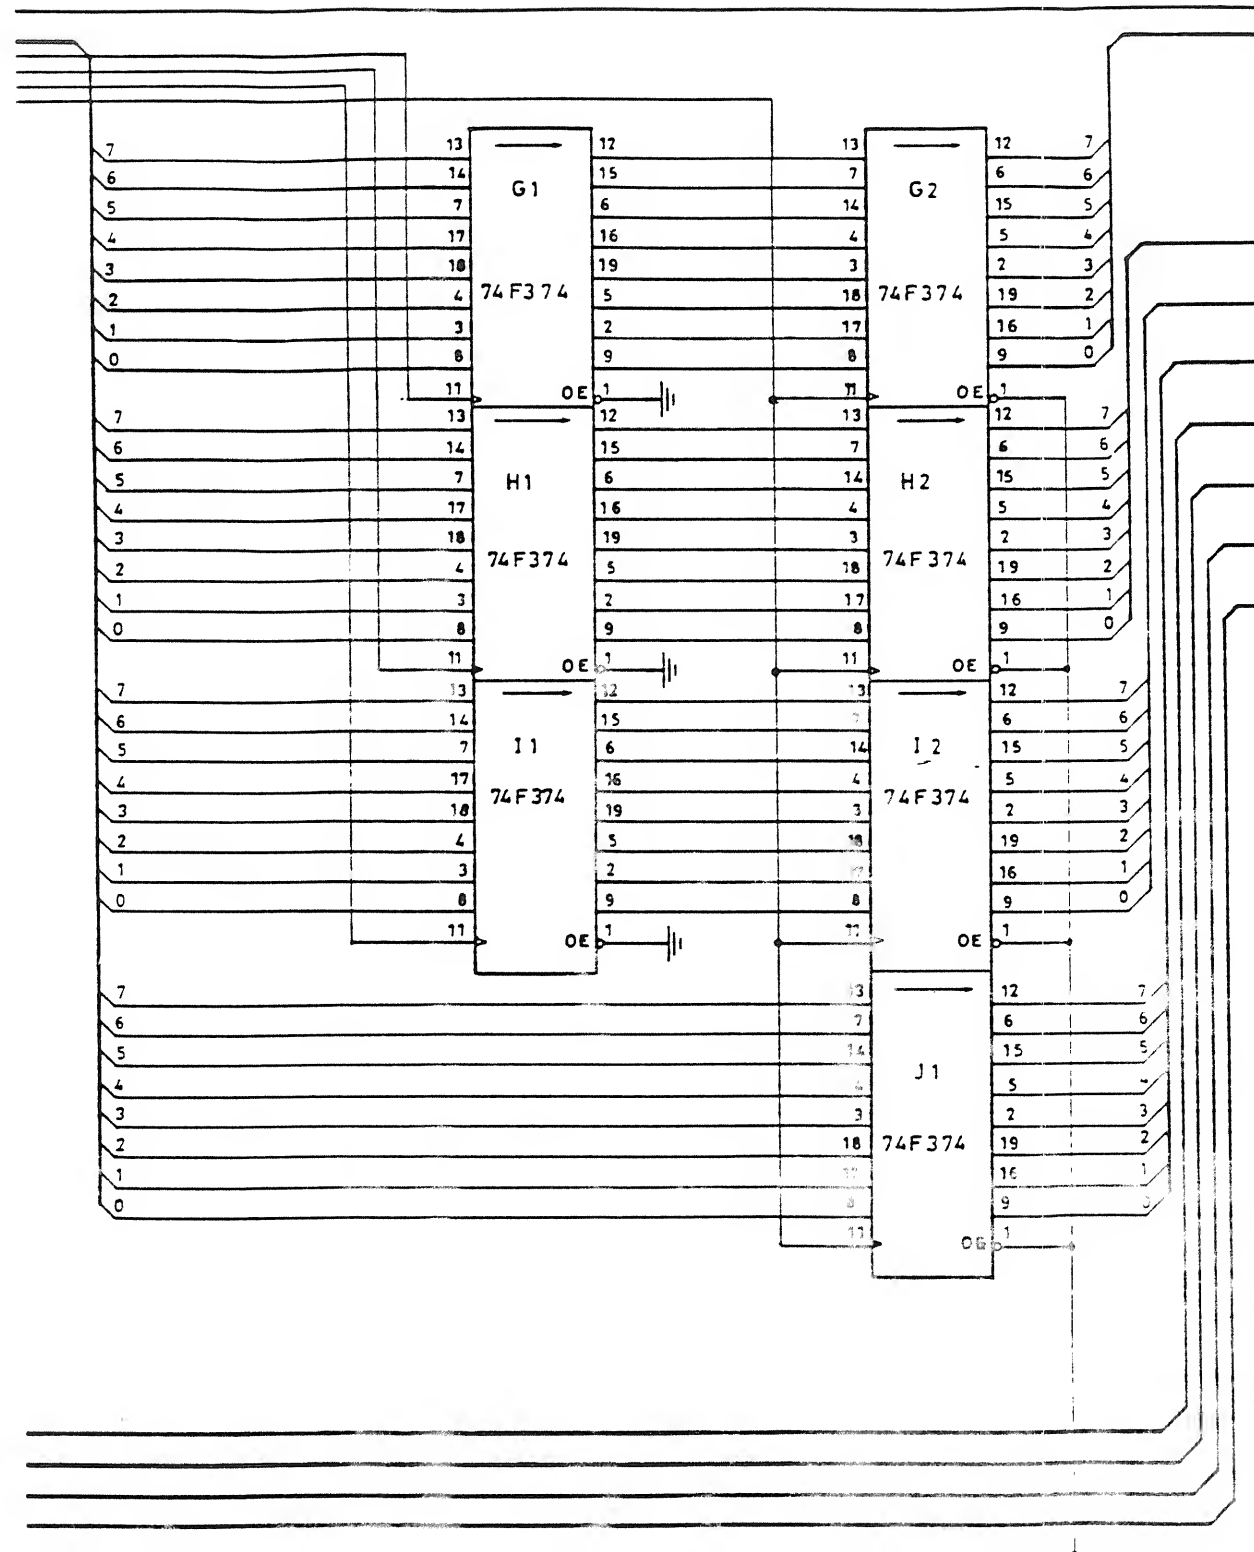 7 13 12 13 12 7
6 14 15 7 6 6
G1 G2
5 7 6 14 15 5
4 17 16 4 5 4
3 18 19 3 2 3
74F374 74F374
2 4 5 18 19 2
1 3 2 17 16 1
0 8 9 8 9 0
11 OE 1 11 OE 1
7 13 12 13 12 7
6 14 15 7 6 6
5 7 H1 6 14 H2 15 5
4 17 16 4 5 4
3 18 19 3 2 3
74F374 74F374
2 4 5 18 19 2
1 3 2 17 16 1
0 8 9 8 9 0
11 OE 1 11 OE 1
7 13 12 13 12 7
6 14 15 6 6
5 7 I1 6 14 I2 15 5
4 17 16 4 5 4
74F374 74F374
3 18 19 3 2 3
2 4 5 18 19 2
1 3 2 16 1
0 8 9 8 9 0
11 OE 1 11 OE 1
7 13 12 7
6 7 6 6
5 14 15 5
J1
4 5
3 3 2 3
2 18 74F374 19 2
1 16 1
0 9
11 1